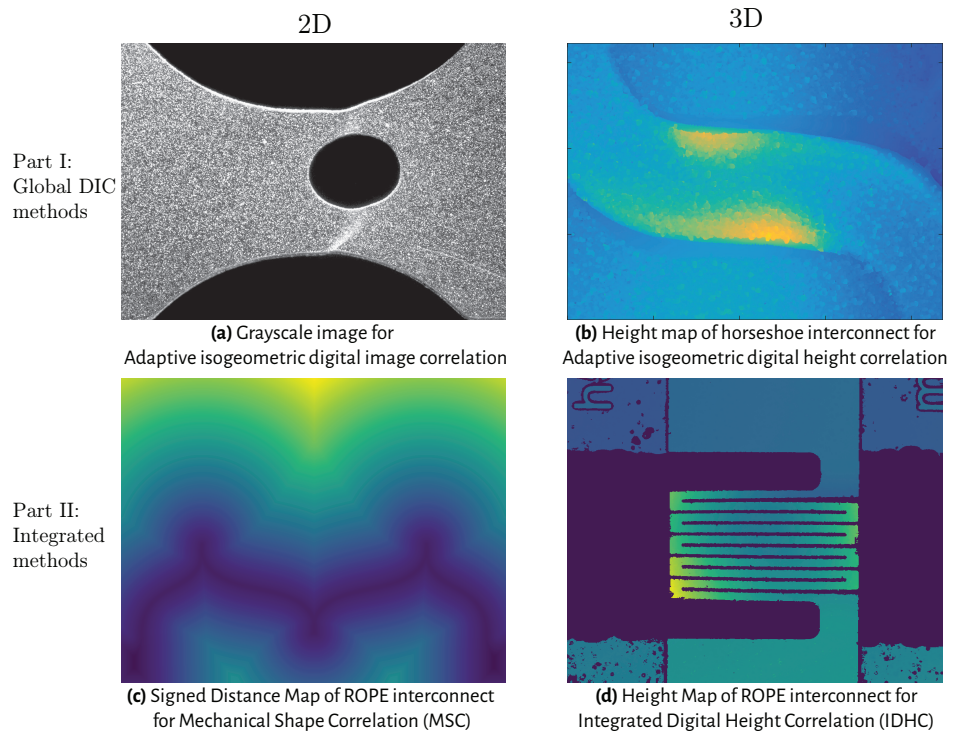 2D
3D
Part I:
Global DIC
methods
(a) Grayscale image for
Adaptive isogeometric digital image correlation
(b) Height map of horseshoe interconnect for
Adaptive isogeometric digital height correlation
Part II:
Integrated
methods
h
m
(c) Signed Distance Map of ROPE interconnect
for Mechanical Shape Correlation (MSC)
(d) Height Map of ROPE interconnect for
Integrated Digital Height Correlation (IDHC)